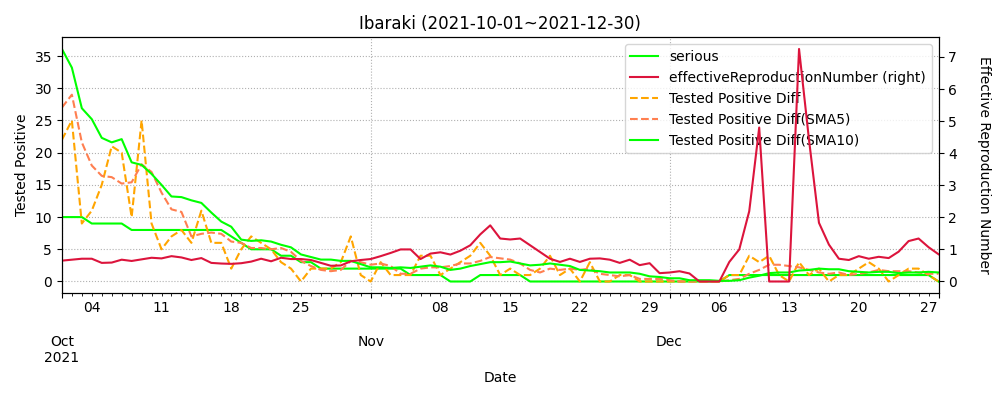 Ibaraki (2021-10-01~2021-12-30)
Tested Positive
35
30
25
20
15
10
5
0
serious
effectiveReproductionNumber (right)
Tested Positive Diff
Tested Positive Diff(SMA5)
Tested Positive Diff(SMA10)
7
6
5
4
3
2
1
0
Effective Reproduction Number
04 11 18 25 08 15 22 29 06 13 20 27
Oct Nov Dec
2021
Date